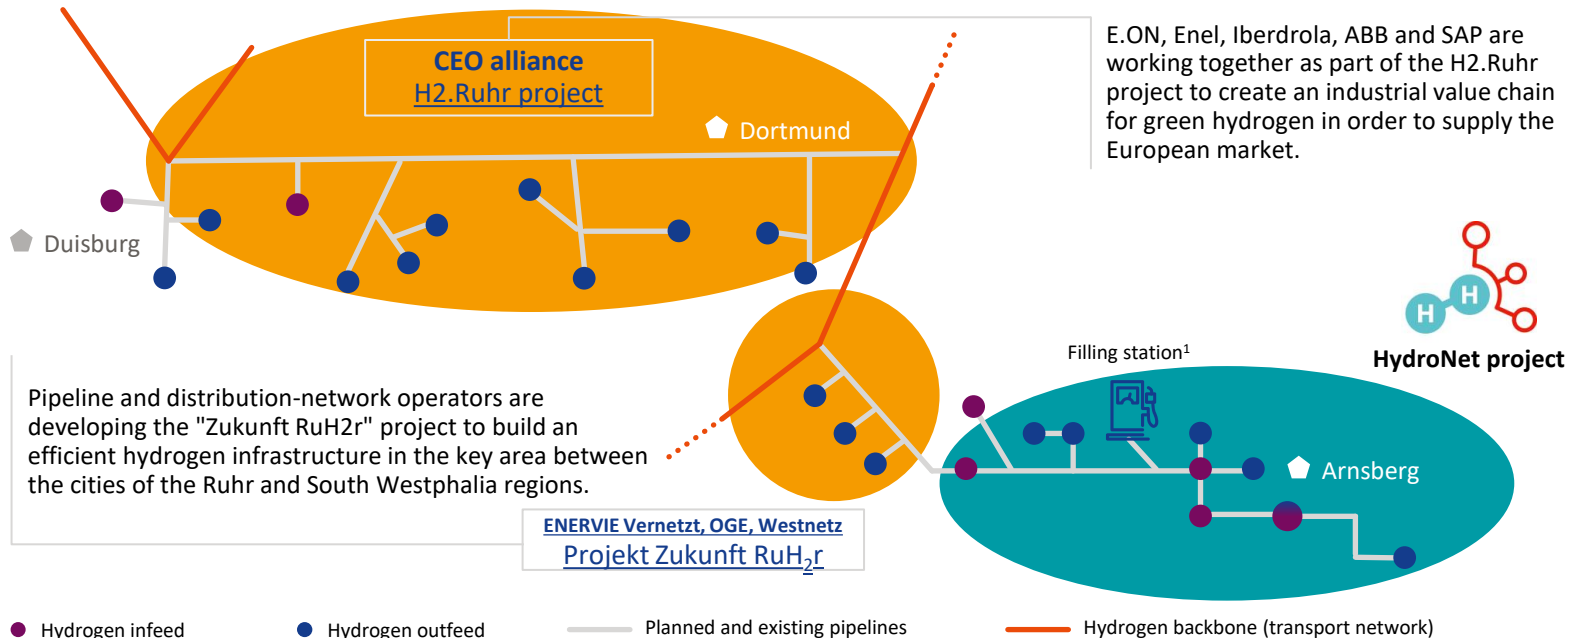 CEO alliance
H2.Ruhr project
E.ON, Enel, Iberdrola, ABB and SAP are
working together as part of the H2.Ruhr
project to create an industrial value chain
for green hydrogen in order to supply the
European market.
Dortmund
Duisburg
H
H
HydroNet project
Filling station¹
Pipeline and distribution-network operators are
developing the "Zukunft RuH2r" project to build an
efficient hydrogen infrastructure in the key area between
the cities of the Ruhr and South Westphalia regions.
Arnsberg
ENERVIE Vernetzt, OGE, Westnetz
Projekt Zukunft RuH₂r
Hydrogen infeed
Hydrogen outfeed
Planned and existing pipelines
Hydrogen backbone (transport network)